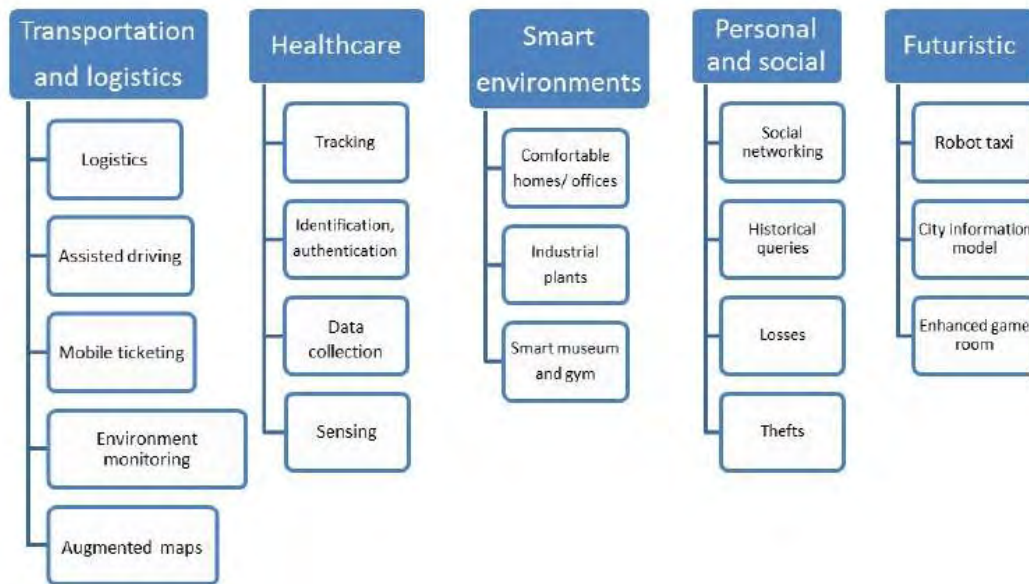 Transportation
and logistics
Logistics
Assisted driving
Mobile ticketing
Environment
monitoring
Augmented maps
Healthcare
Tracking
Identification,
authentication
Data
collection
Sensing
Smart
environments
Comfortable
homes/ offices
Industrial
plants
Smart museum
and gym
Personal
and social
Social
networking
Historical
queries
Losses
Thefts
Futuristic
Robot taxi
City information
model
Enhanced game
room